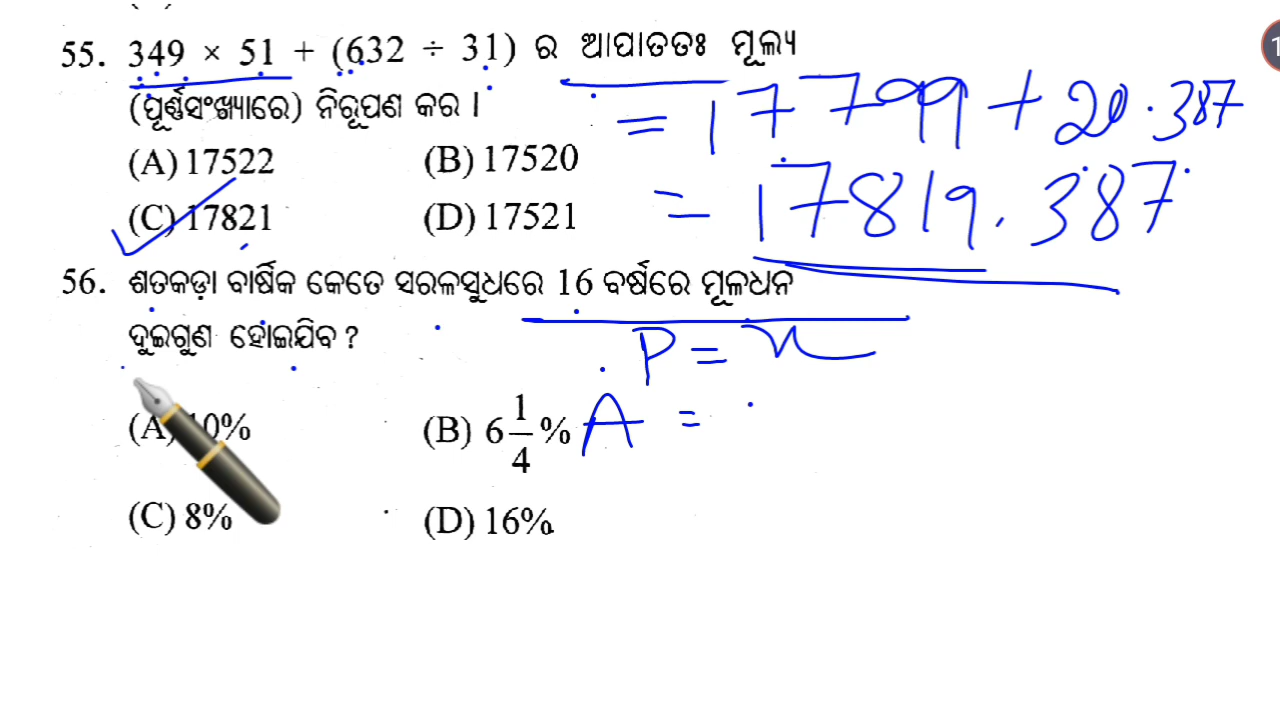 55. 349 × 51 + (632 ÷ 31) ର ଆପାତତଃ ମୂଲ୍ୟ
(ପୂର୍ଣ୍ଣସଂଖ୍ୟାରେ) ନିରୂପଣ କର ।
= 17799 + 20.387
(A) 17522 (B) 17520
= 17819.387
(C) 17821 (D) 17521
56. ଶତକଡ଼ା ବାର୍ଷିକ କେତେ ସରଳସୁଧରେ 16 ବର୍ଷରେ ମୂଳଧନ
ଦୁଇଗୁଣ ହୋଇଯିବ ?
P = x
(A) 10% (B) 6 1/4 %
A =
(C) 8% (D) 16%